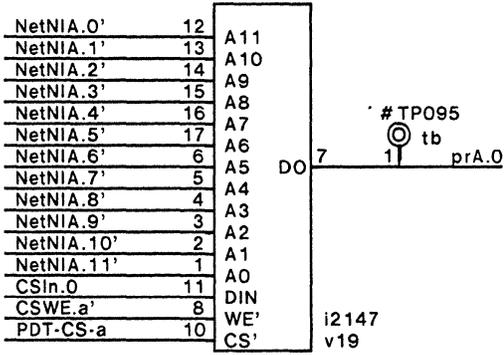 NetNIA.0' 12 A11
NetNIA.1' 13 A10
NetNIA.2' 14 A9
NetNIA.3' 15 A8
NetNIA.4' 16 A7
NetNIA.5' 17 A6
NetNIA.6' 6 A5 DO 7 1 prA.0
NetNIA.7' 5 A4
NetNIA.8' 4 A3
NetNIA.9' 3 A2
NetNIA.10' 2 A1
NetNIA.11' 1 A0
CSIn.0 11 DIN
CSWE.a' 8 WE'
PDT-CS-a 10 CS'
#TP095
tb
i2147
v19